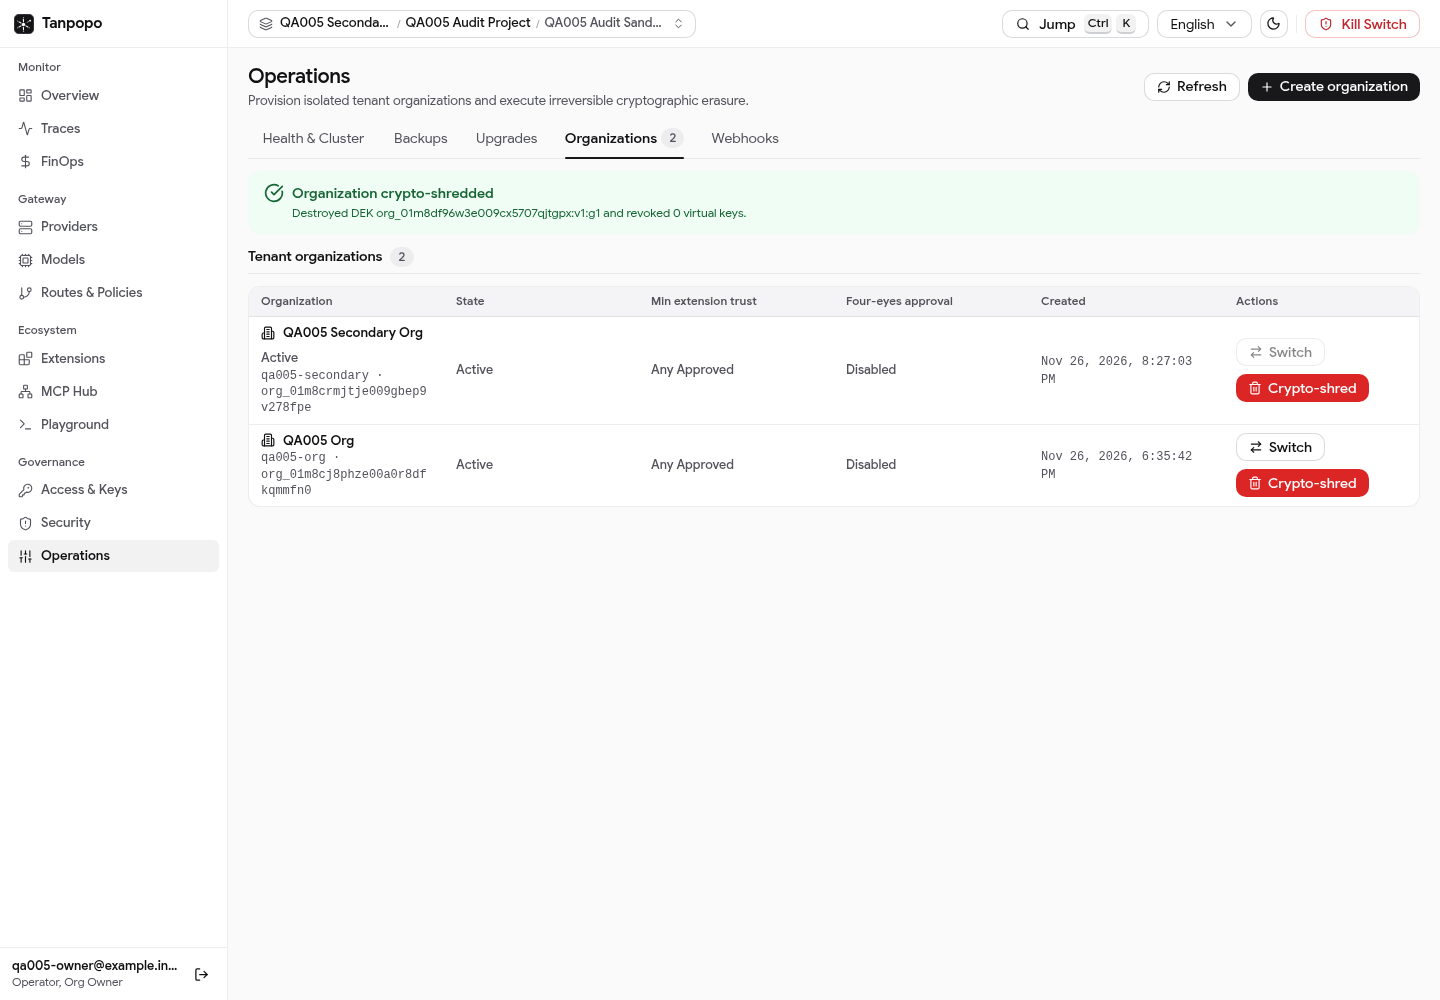 Tanpopo
QA005 Seconda... / QA005 Audit Project / QA005 Audit Sand...
Jump Ctrl K
English
Kill Switch
Monitor
Overview
Traces
FinOps
Gateway
Providers
Models
Routes & Policies
Ecosystem
Extensions
MCP Hub
Playground
Governance
Access & Keys
Security
Operations
qa005-owner@example.in...
Operator, Org Owner
Operations
Provision isolated tenant organizations and execute irreversible cryptographic erasure.
Refresh
Create organization
Health & Cluster
Backups
Upgrades
Organizations 2
Webhooks
Organization crypto-shredded
Destroyed DEK org_01m8df96w3e009cx5707qjtgpx:v1:g1 and revoked 0 virtual keys.
Tenant organizations 2
Organization State Min extension trust Four-eyes approval Created Actions
QA005 Secondary Org
Active
qa005-secondary ·
org_01m8crmjtje009gbep9
v278fpe
Active
Any Approved
Disabled
Nov 26, 2026, 8:27:03
PM
Switch
Crypto-shred
QA005 Org
qa005-org ·
org_01m8cj8phze00a0r8df
kqmmfn0
Active
Any Approved
Disabled
Nov 26, 2026, 6:35:42
PM
Switch
Crypto-shred